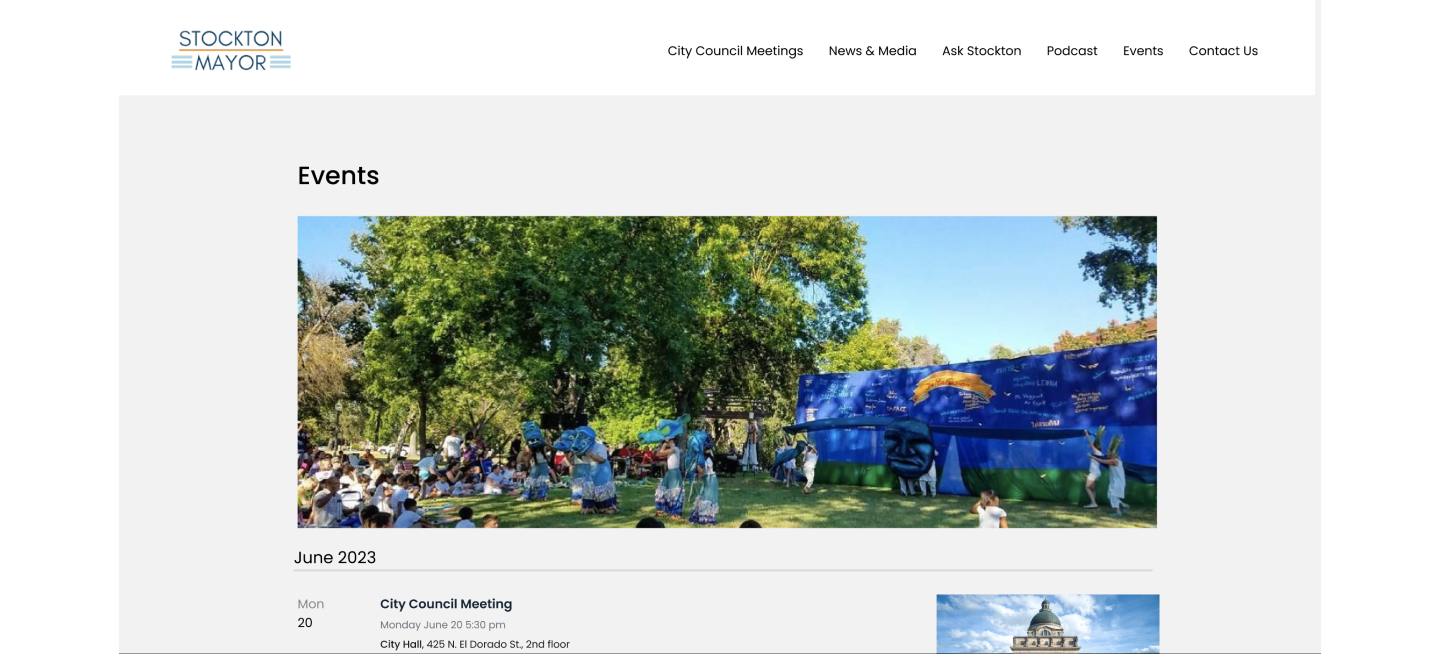 STOCKTON
MAYOR
City Council Meetings News & Media Ask Stockton Podcast Events Contact Us
Events
June 2023
Mon
20
City Council Meeting
Monday June 20 5:30 pm
City Hall, 425 N. El Dorado St., 2nd floor